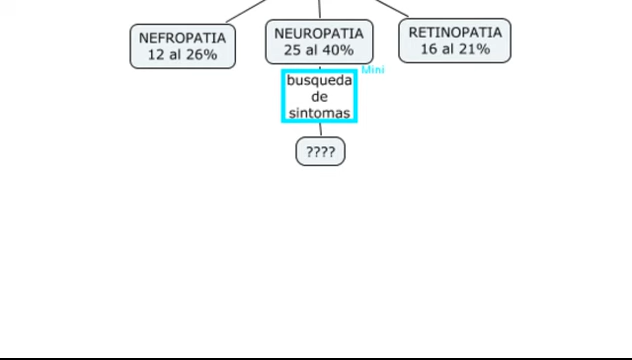 NEFROPATIA
12 al 26%
NEUROPATIA
25 al 40%
RETINOPATIA
16 al 21%
Mini
busqueda
de
sintomas
????